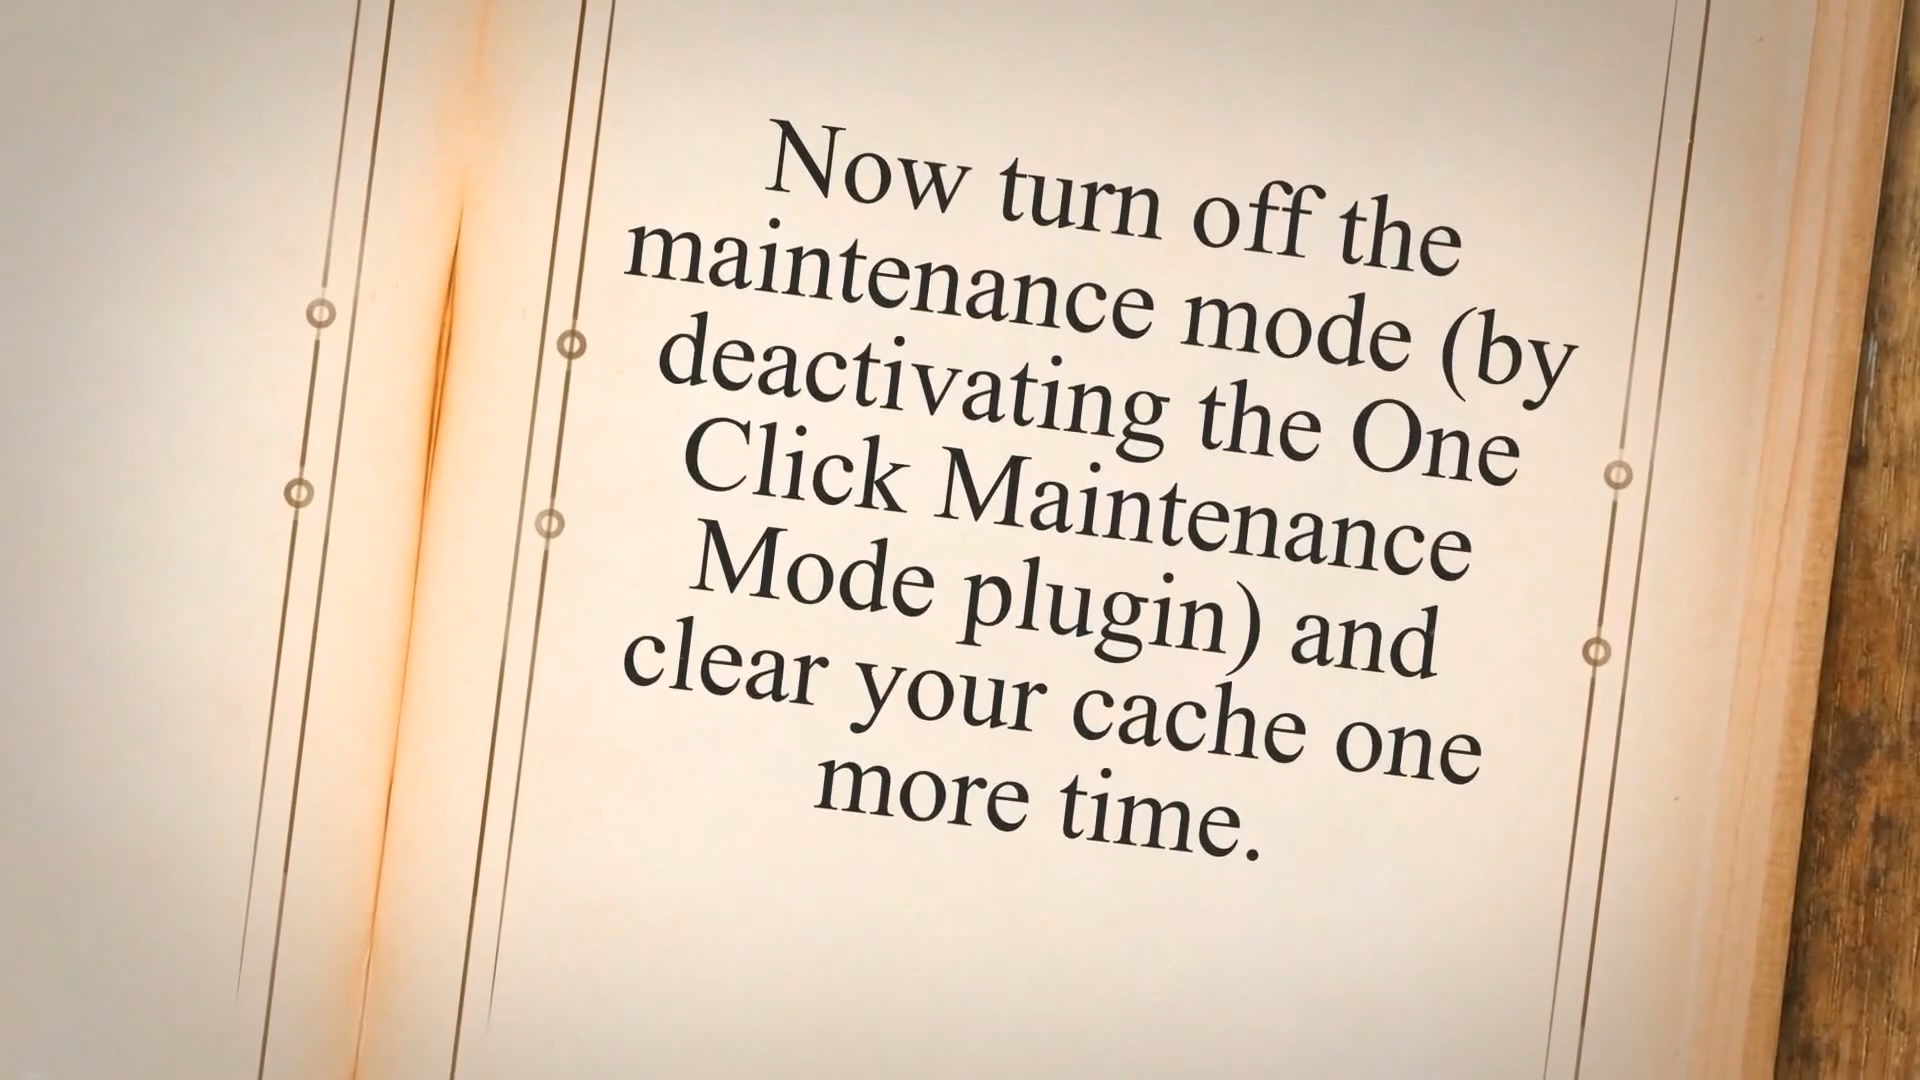 Now turn off the
maintenance mode (by
deactivating the One
Click Maintenance
Mode plugin) and
clear your cache one
more time.